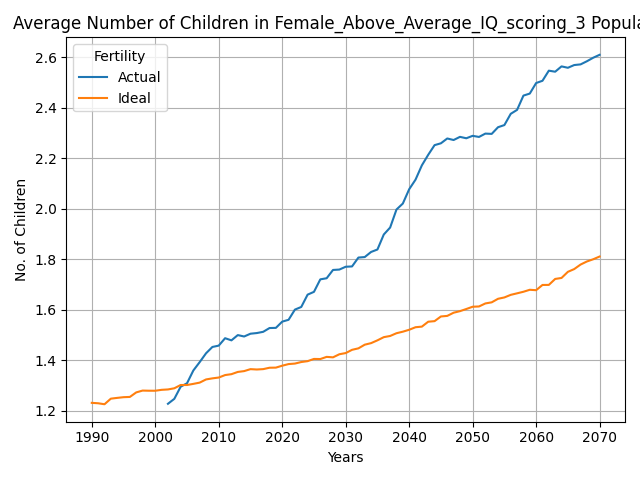 Average Number of Children in Female_Above_Average_IQ_scoring_3 Popula
Fertility
Actual
Ideal
2.6
2.4
2.2
2.0
1.8
1.6
1.4
1.2
No. of Children
1990 2000 2010 2020 2030 2040 2050 2060 2070
Years